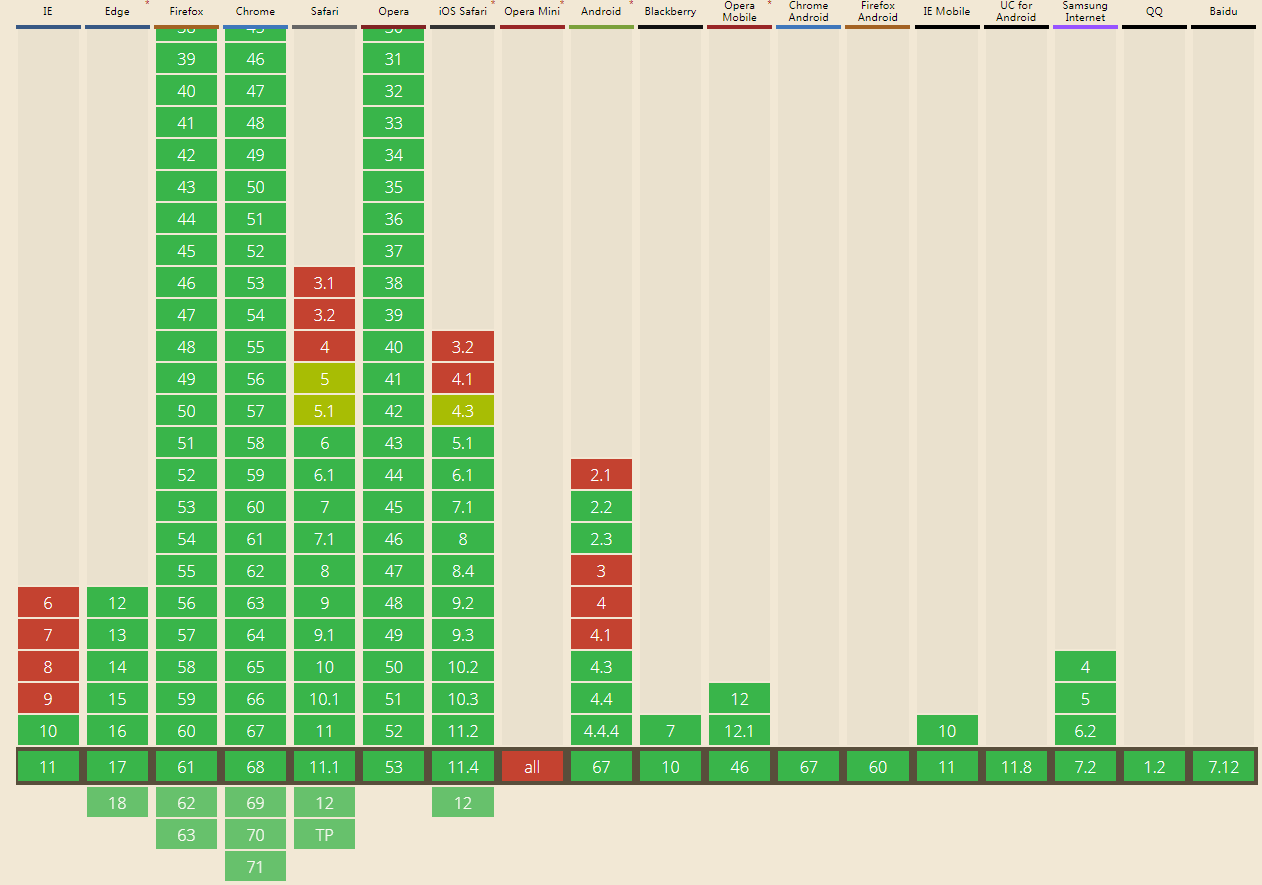 IE Edge * Firefox Chrome Safari Opera iOS Safari * Opera Mini * Android * Blackberry Opera Mobile * Chrome Android Firefox Android IE Mobile UC for Android Samsung Internet QQ Baidu
38 45 30
39 46 31
40 47 32
41 48 33
42 49 34
43 50 35
44 51 36
45 52 37
46 53 3.1 38
47 54 3.2 39
48 55 4 40 3.2
49 56 5 41 4.1
50 57 5.1 42 4.3
51 58 6 43 5.1
52 59 6.1 44 6.1 2.1
53 60 7 45 7.1 2.2
54 61 7.1 46 8 2.3
55 62 8 47 8.4 3
6 12 56 63 9 48 9.2 4
7 13 57 64 9.1 49 9.3 4.1
8 14 58 65 10 50 10.2 4.3 4
9 15 59 66 10.1 51 10.3 4.4 12 5
10 16 60 67 11 52 11.2 4.4.4 7 12.1 10 6.2
11 17 61 68 11.1 53 11.4 all 67 10 46 67 60 11 11.8 7.2 1.2 7.12
18 62 69 12 12
63 70 TP
71